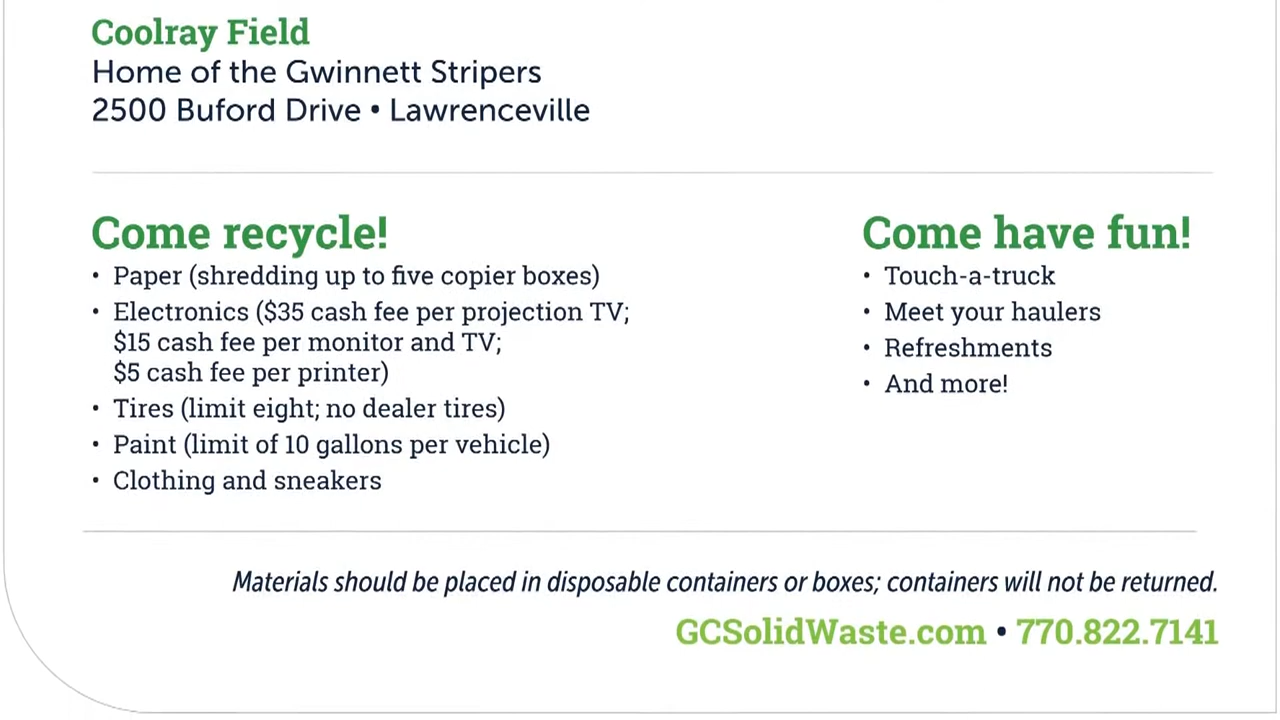 Coolray Field
Home of the Gwinnett Stripers
2500 Buford Drive • Lawrenceville
Come recycle!
• Paper (shredding up to five copier boxes)
• Electronics ($35 cash fee per projection TV;
$15 cash fee per monitor and TV;
$5 cash fee per printer)
• Tires (limit eight; no dealer tires)
• Paint (limit of 10 gallons per vehicle)
• Clothing and sneakers
Come have fun!
• Touch-a-truck
• Meet your haulers
• Refreshments
• And more!
Materials should be placed in disposable containers or boxes; containers will not be returned.
GCSolidWaste.com • 770.822.7141